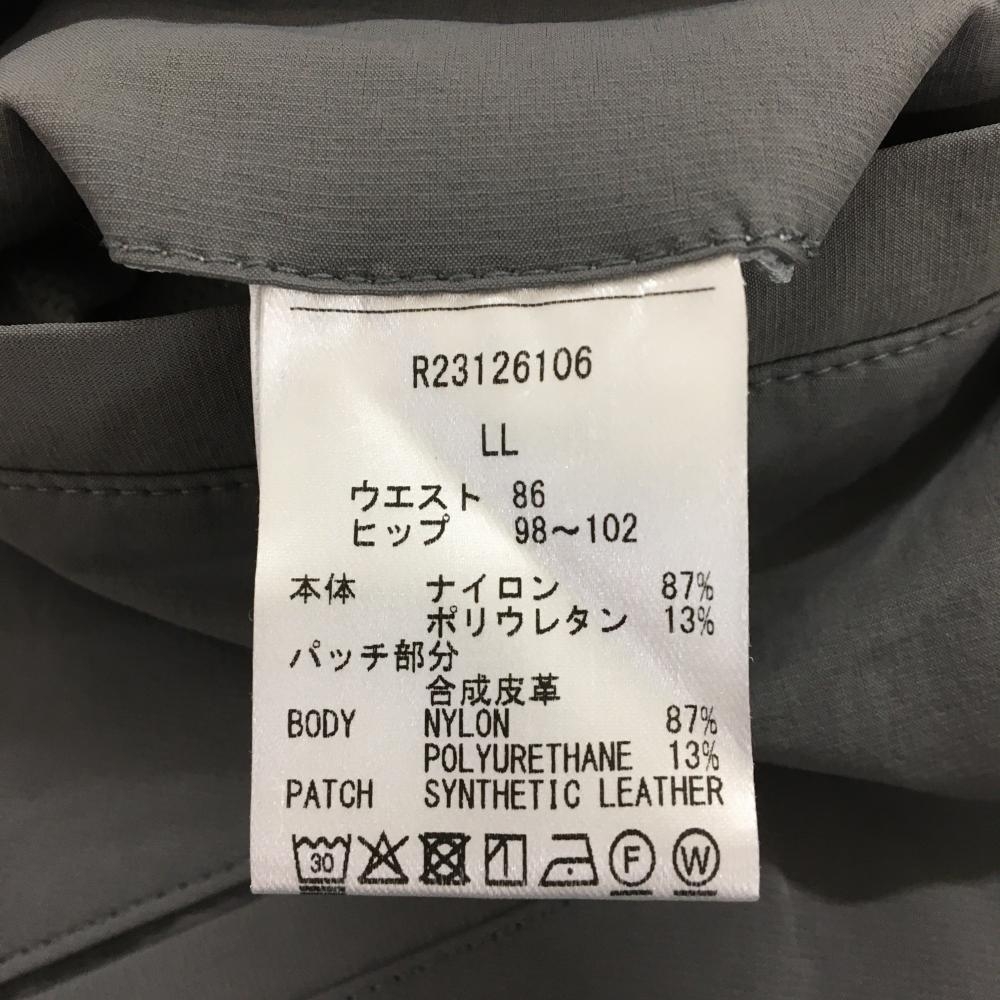 R23126106
LL
ウエスト 86
ヒップ 98～102
本体 ナイロン 87%
ポリウレタン 13%
パッチ部分
合成皮革
BODY NYLON 87%
POLYURETHANE 13%
PATCH SYNTHETIC LEATHER
30 F W